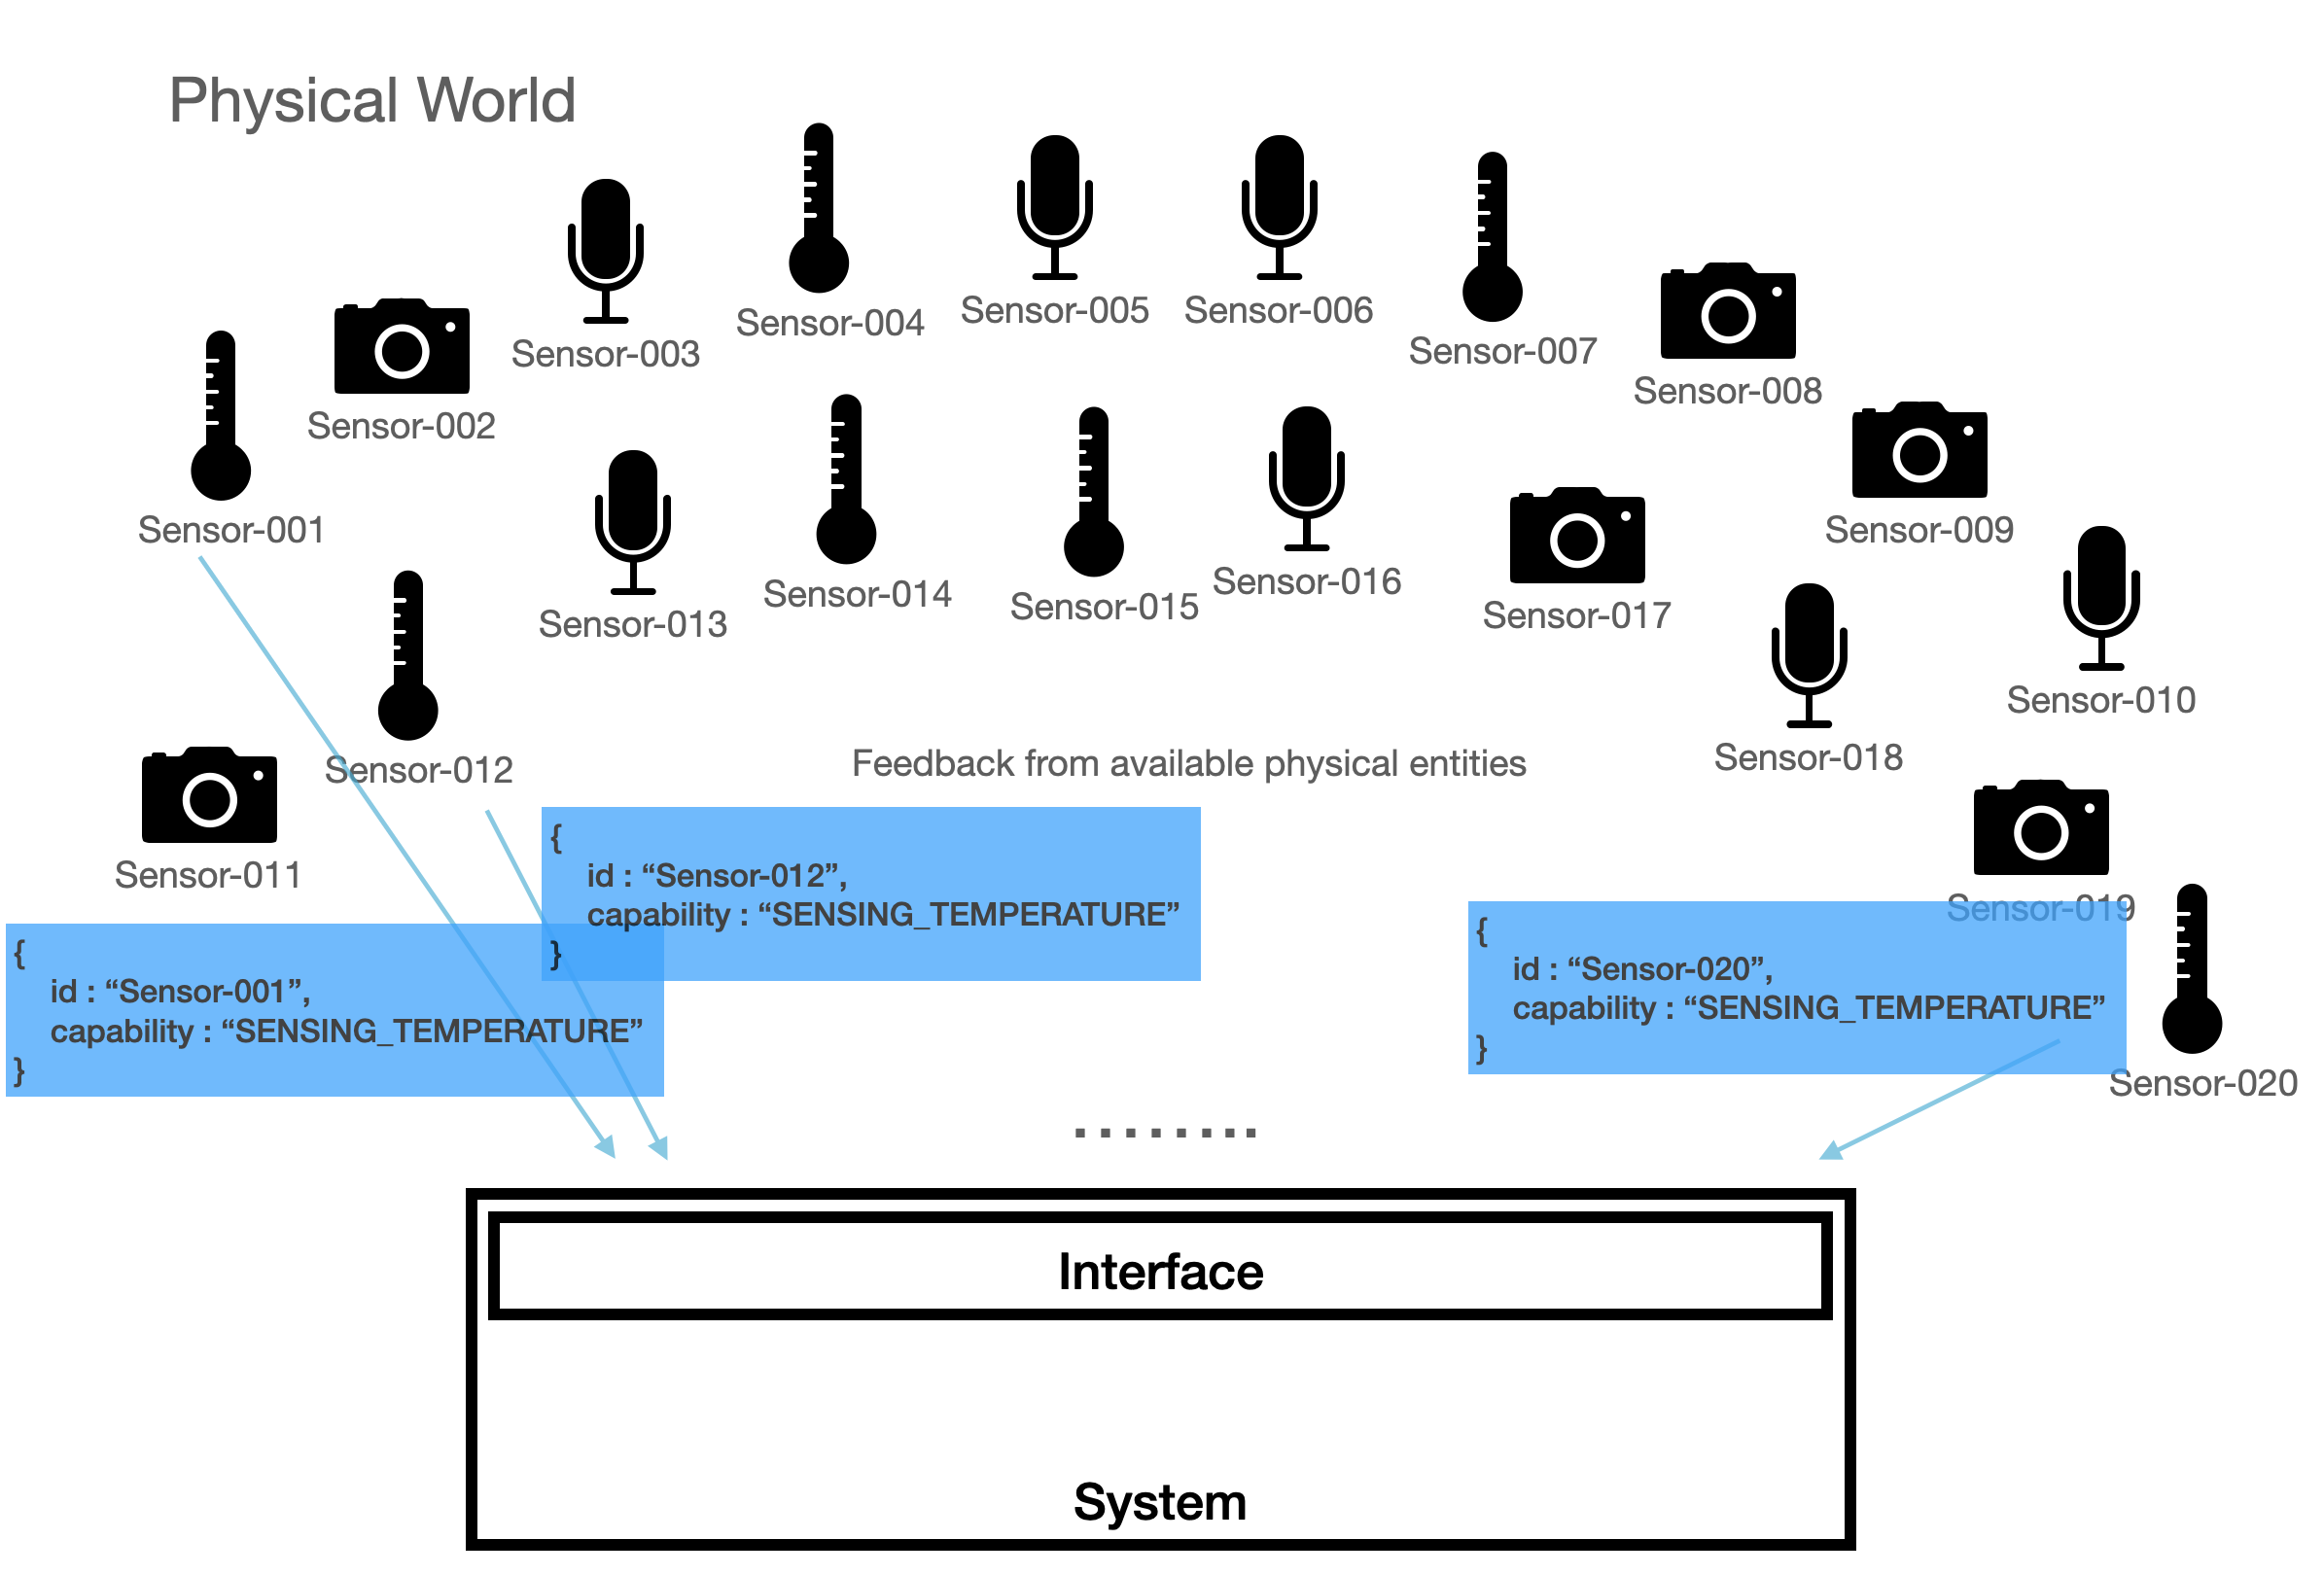 Physical World
Sensor-001
Sensor-002
Sensor-003
Sensor-004
Sensor-005
Sensor-006
Sensor-007
Sensor-008
Sensor-009
Sensor-010
Sensor-011
Sensor-012
Sensor-013
Sensor-014
Sensor-015
Sensor-016
Sensor-017
Sensor-018
Sensor-019
Sensor-020
Feedback from available physical entities
{
id : “Sensor-001”,
capability : “SENSING_TEMPERATURE”
}
{
id : “Sensor-012”,
capability : “SENSING_TEMPERATURE”
}
{
id : “Sensor-020”,
capability : “SENSING_TEMPERATURE”
}
........
Interface
System